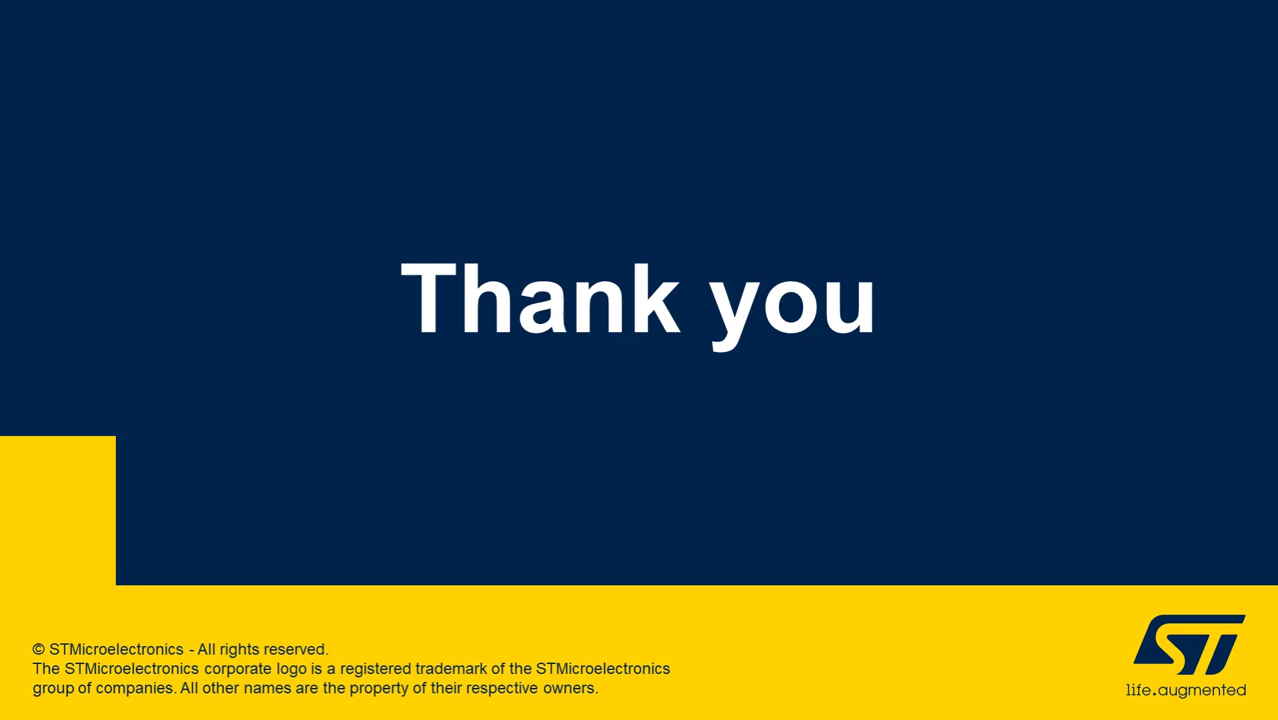 Thank you
© STMicroelectronics - All rights reserved.
The STMicroelectronics corporate logo is a registered trademark of the STMicroelectronics
group of companies. All other names are the property of their respective owners.
ST
life.augmented